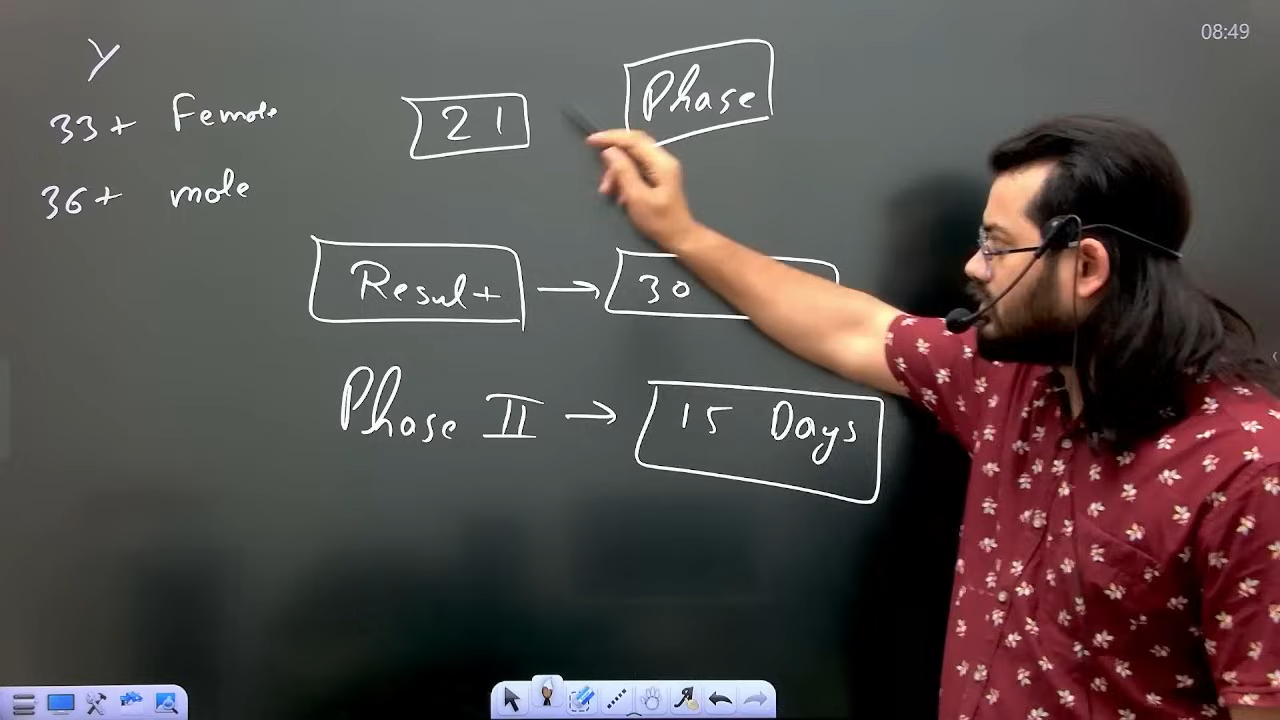 08:49
Y
33+ Female
36+ male
21
Phase
Result → 30
Phase II → 15 Days